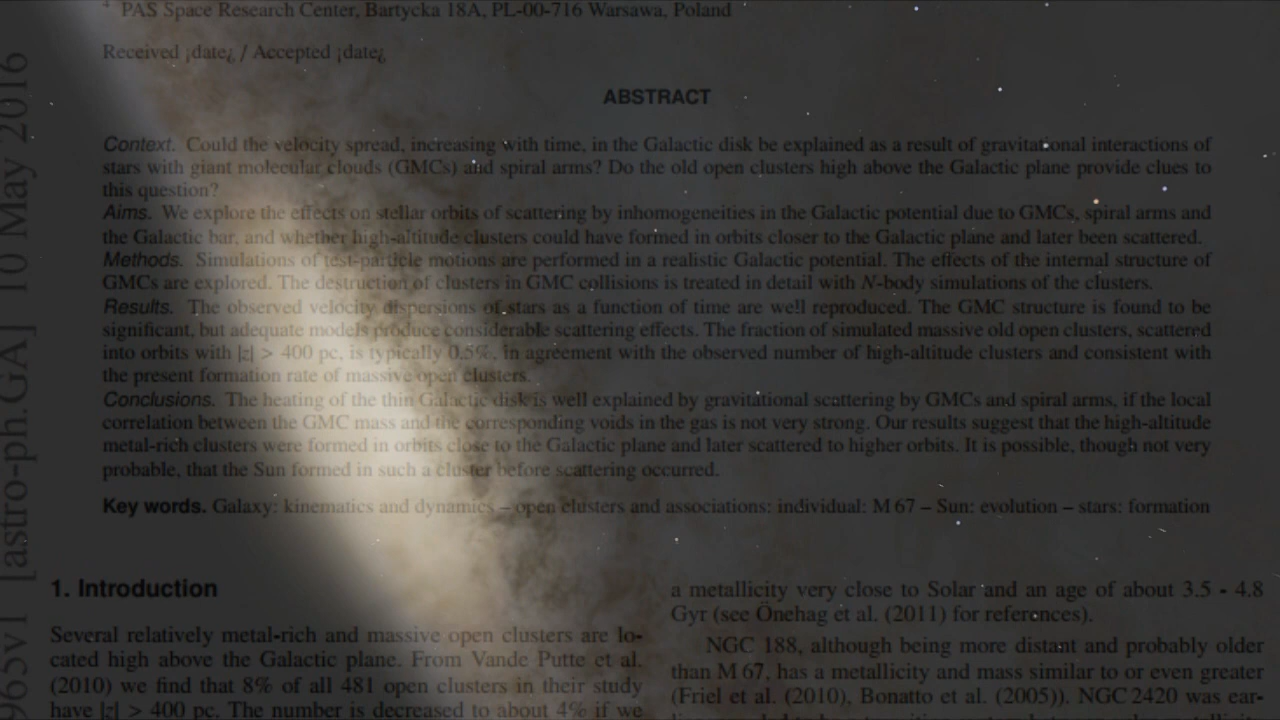 4 PAS Space Research Center, Bartycka 18A, PL-00-716 Warsawa, Poland
Received ¡date¿ / Accepted ¡date¿
ABSTRACT
Context. Could the velocity spread, increasing with time, in the Galactic disk be explained as a result of gravitational interactions of
stars with giant molecular clouds (GMCs) and spiral arms? Do the old open clusters high above the Galactic plane provide clues to
this question?
Aims. We explore the effects on stellar orbits of scattering by inhomogeneities in the Galactic potential due to GMCs, spiral arms and
the Galactic bar, and whether high-altitude clusters could have formed in orbits closer to the Galactic plane and later been scattered.
Methods. Simulations of test-particle motions are performed in a realistic Galactic potential. The effects of the internal structure of
GMCs are explored. The destruction of clusters in GMC collisions is treated in detail with N-body simulations of the clusters.
Results. The observed velocity dispersions of stars as a function of time are well reproduced. The GMC structure is found to be
significant, but adequate models produce considerable scattering effects. The fraction of simulated massive old open clusters, scattered
into orbits with |z| > 400 pc, is typically 0.5%, in agreement with the observed number of high-altitude clusters and consistent with
the present formation rate of massive open clusters.
Conclusions. The heating of the thin Galactic disk is well explained by gravitational scattering by GMCs and spiral arms, if the local
correlation between the GMC mass and the corresponding voids in the gas is not very strong. Our results suggest that the high-altitude
metal-rich clusters were formed in orbits close to the Galactic plane and later scattered to higher orbits. It is possible, though not very
probable, that the Sun formed in such a cluster before scattering occurred.
Key words. Galaxy: kinematics and dynamics – open clusters and associations: individual: M 67 – Sun: evolution – stars: formation
1. Introduction
Several relatively metal-rich and massive open clusters are lo-
cated high above the Galactic plane. From Vande Putte et al.
(2010) we find that 8% of all 481 open clusters in their study
have |z| > 400 pc. The number is decreased to about 4% if we
a metallicity very close to Solar and an age of about 3.5 - 4.8
Gyr (see Önehag et al. (2011) for references).
NGC 188, although being more distant and probably older
than M 67, has a metallicity and mass similar to or even greater
(Friel et al. (2010), Bonatto et al. (2005)). NGC 2420 was ear-
965v1 [astro-ph.GA] 10 May 2016